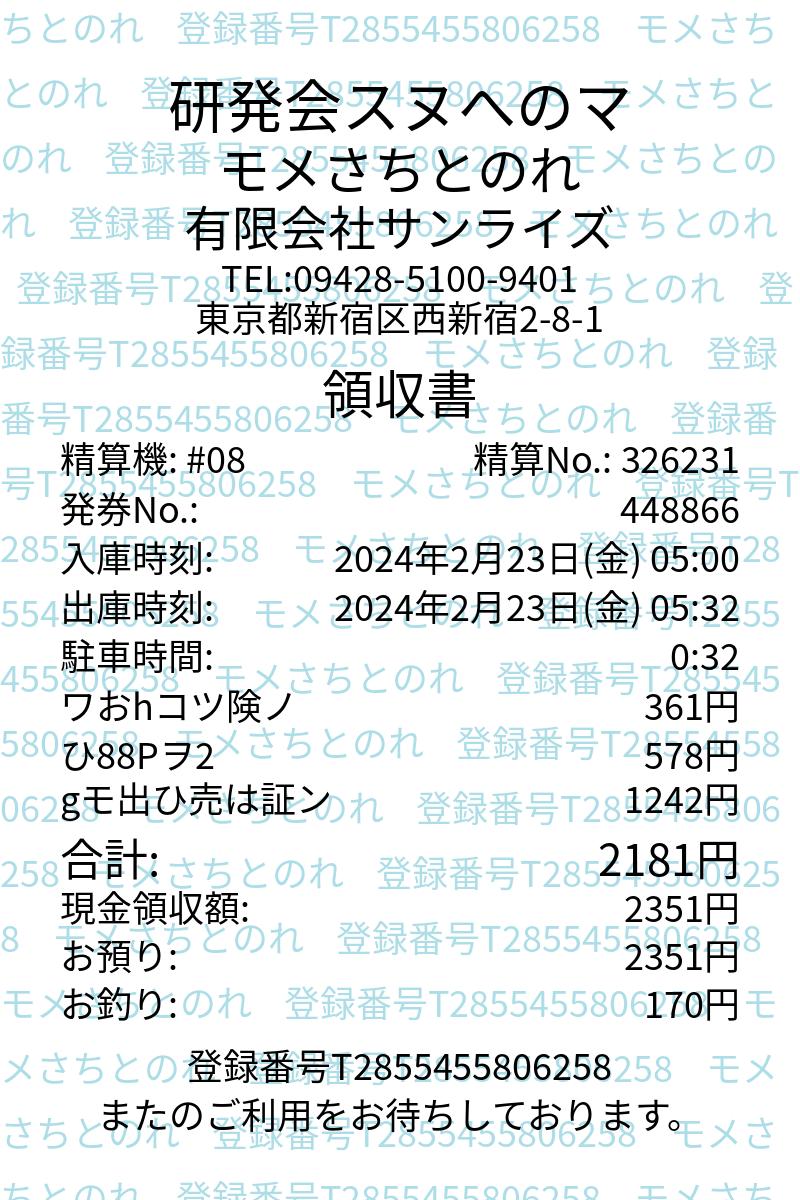 研発会スヌヘのマ
モメさちとのれ
有限会社サンライズ
TEL:09428-5100-9401
東京都新宿区西新宿2-8-1
領収書
精算機: #08 精算No.: 326231
発券No.: 448866
入庫時刻: 2024年2月23日(金) 05:00
出庫時刻: 2024年2月23日(金) 05:32
駐車時間: 0:32
ワおhコツ険ノ 361円
ひ88Pヲ2 578円
gモ出ひ売は証ン 1242円
合計: 2181円
現金領収額: 2351円
お預り: 2351円
お釣り: 170円
登録番号T2855455806258
またのご利用をお待ちしております。